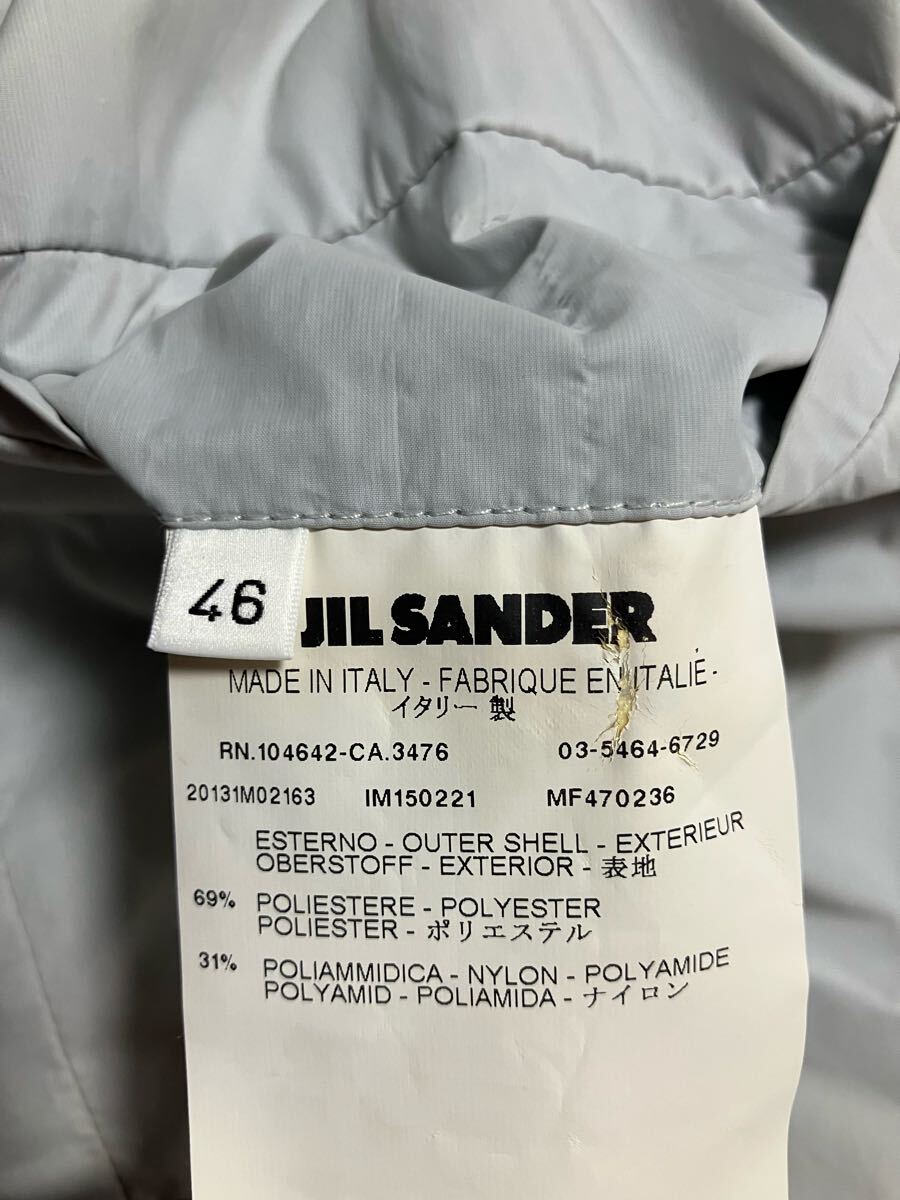 46
JIL SANDER
MADE IN ITALY - FABRIQUE EN ITALIE -
イタリー 製
RN.104642-CA.3476 03-5464-6729
20131M02163 IM150221 MF470236
ESTERNO - OUTER SHELL - EXTERIEUR
OBERSTOFF - EXTERIOR - 表地
69% POLIESTERE - POLYESTER
POLIESTER - ポリエステル
31% POLIAMMIDICA - NYLON - POLYAMIDE
POLYAMID - POLIAMIDA - ナイロン